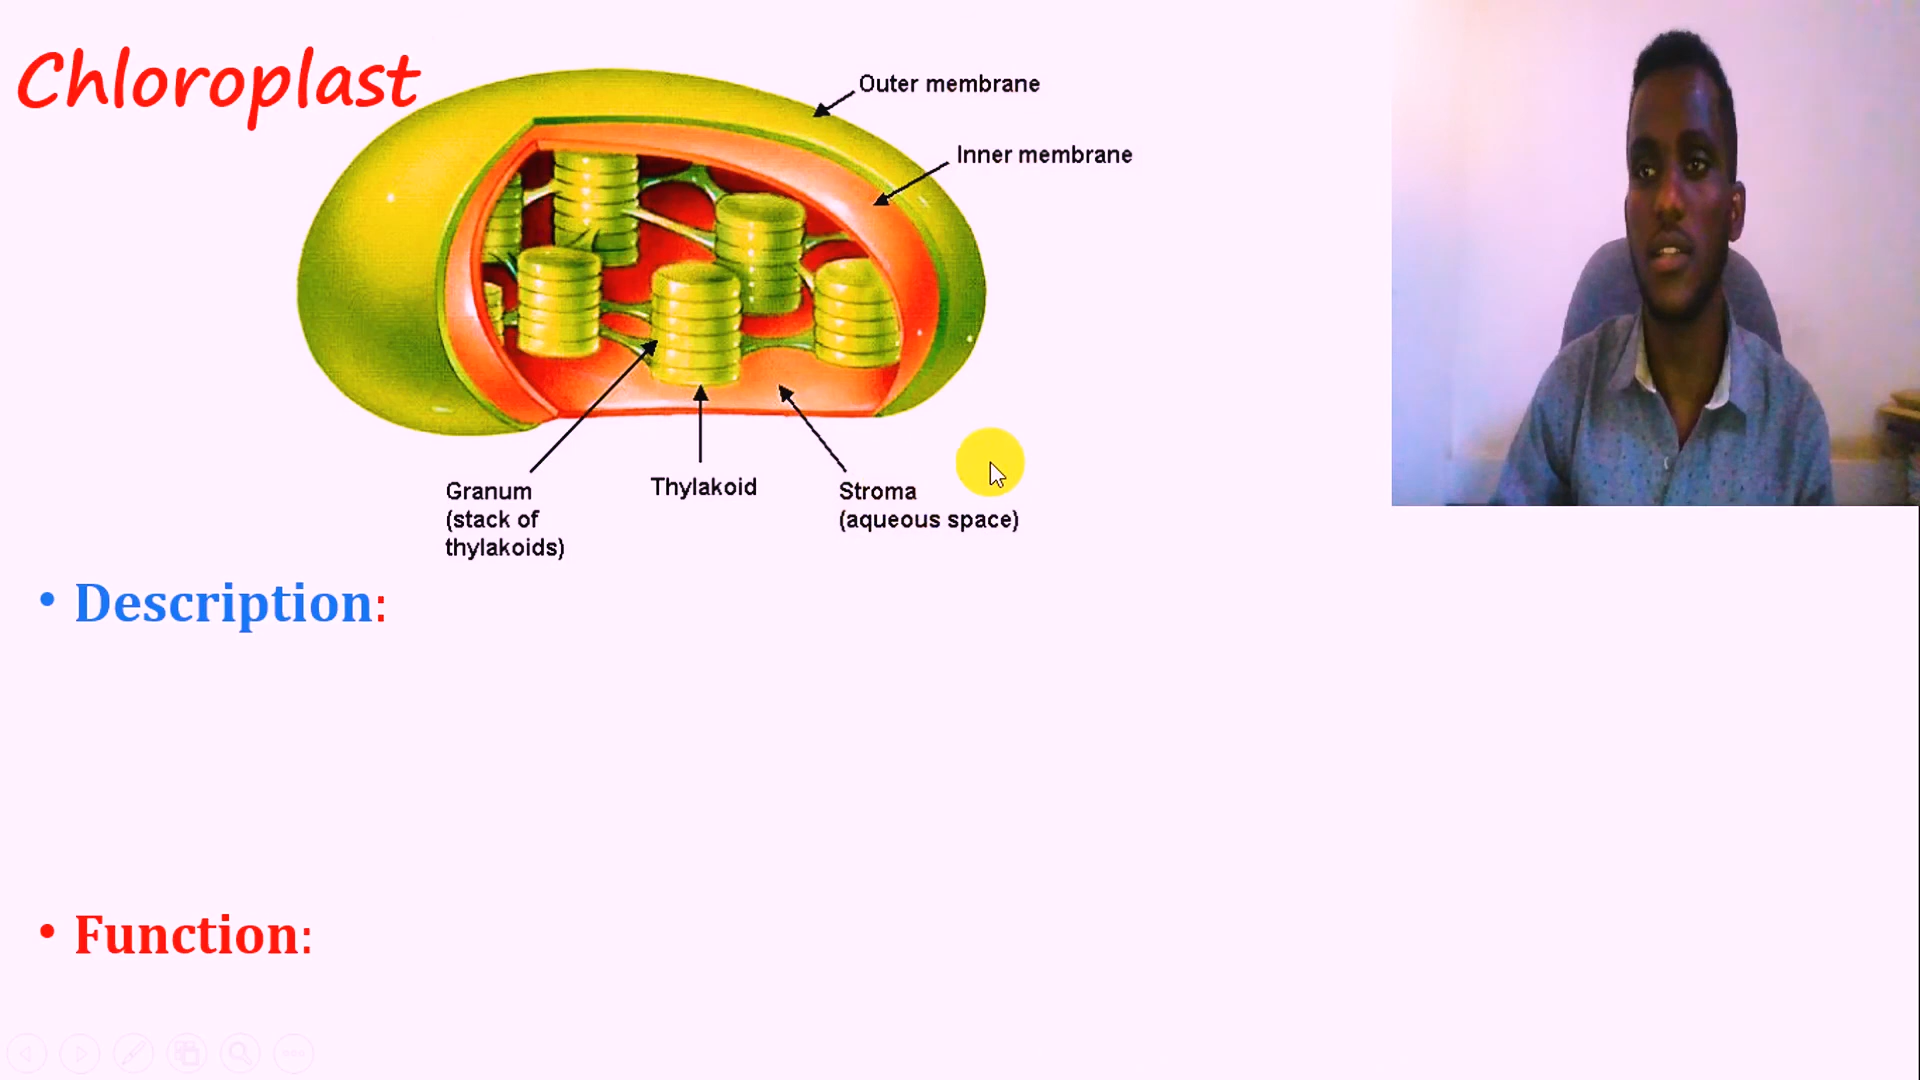 Chloroplast
Outer membrane
Inner membrane
Granum
(stack of
thylakoids)
Thylakoid
Stroma
(aqueous space)
• Description:
• Function: